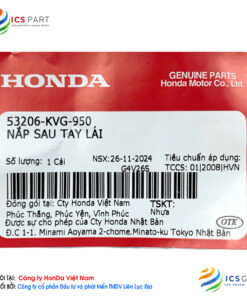 ICS PART
HONDA
GENUINE PARTS
Honda Motor Co., Ltd.
53206-KVG-950
NẮP SAU TAY LÁI
Số lượng: 1 Cái
NSX:26-11-2024
Tiêu chuẩn áp dụng:
G4V26S
TCCS: 01|2008|HVN
Đóng gói tại: Cty Honda Việt Nam
TSKT:
Phúc Thắng, Phúc Yên, Vĩnh Phúc
Nhựa
Được sự cho phép của Cty Honda Nhật Bản
OTK
Đ.C 1-1. Minami Aoyama 2-chome.Minato-ku Tokyo Nhật Bản
TẠI: Công ty HonDa Việt Nam
Công ty cổ phần Đầu tư và phát triển TMDV Liên Lục Địa
ICS PART